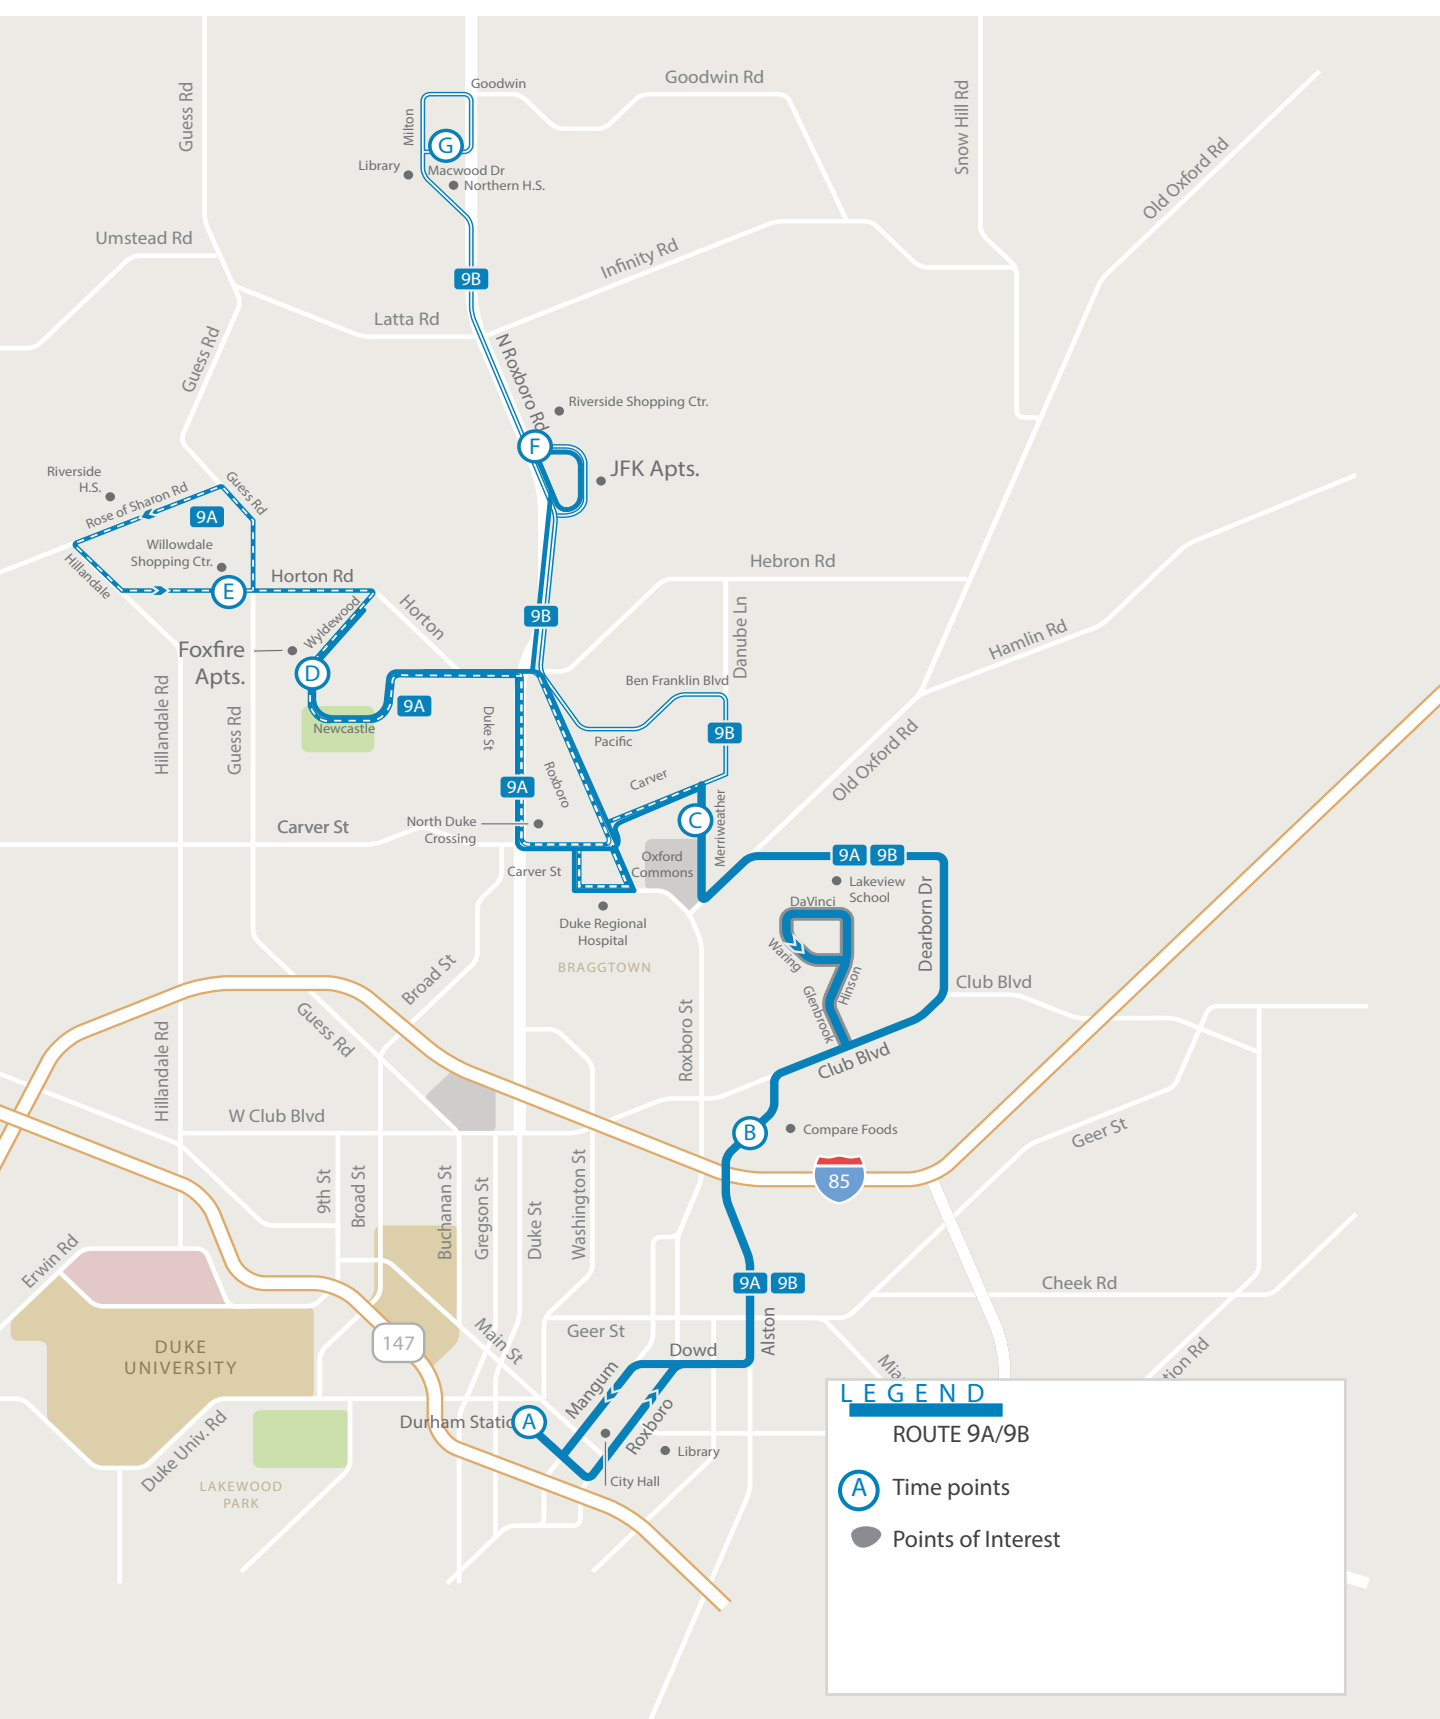 Goodwin
Goodwin Rd
Guess Rd
Milton
Snow Hill Rd
G
Library
Macwood Dr
Northern H.S.
Old Oxford Rd
Umstead Rd
Infinity Rd
9B
Latta Rd
Guess Rd
N Roxboro Rd
Riverside Shopping Ctr.
F
JFK Apts.
Riverside
H.S.
Guess Rd
Rose of Sharon Rd
9A
Willowdale
Shopping Ctr.
Hillandale
E
Horton Rd
Hebron Rd
Horton
Wyldewood
9B
Danube Ln
Hamlin Rd
Foxfire
Apts.
D
Ben Franklin Blvd
9A
Newcastle
Hillandale Rd
Guess Rd
Duke St
Pacific
9B
Old Oxford Rd
Roxboro
Carver
9A
Merriweather
C
North Duke
Crossing
Carver St
Oxford
Commons
9A
9B
Carver St
Lakeview
School
DaVinci
Dearborn Dr
Duke Regional
Hospital
BRAGGTOWN
Waring
Hinson
Glenbrook
Broad St
Club Blvd
Guess Rd
Roxboro St
Hillandale Rd
Club Blvd
W Club Blvd
B
Compare Foods
Geer St
85
9th St
Broad St
Buchanan St
Gregson St
Duke St
Washington St
Erwin Rd
9A
9B
Cheek Rd
DUKE
UNIVERSITY
147
Main St
Geer St
Dowd
Alston
Mia
tion Rd
Mangum
Roxboro
Durham Static
A
Library
City Hall
Duke Univ. Rd
LAKEWOOD
PARK
LEGEND
ROUTE 9A/9B
A
Time points
Points of Interest